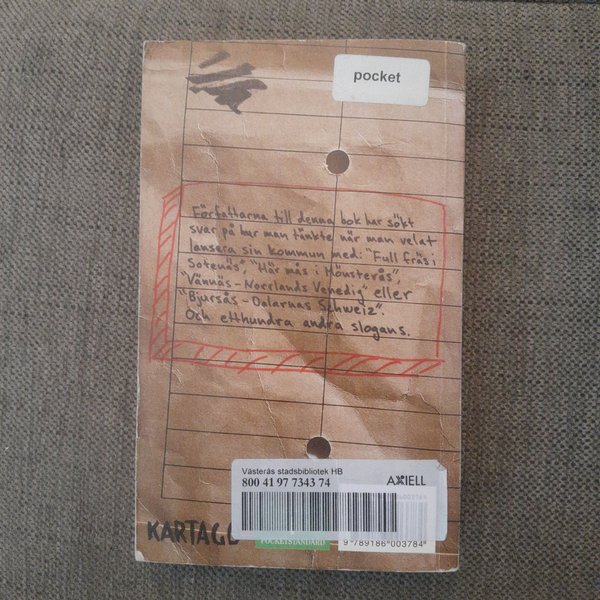 pocket
Författarna till denna bok har sökt
svar på hur man tänkte när man velat
lansera sin kommun med: "Full fräs i
Sotenäs", "Här mås i Mönsterås",
"Vännäs - Norrlands Venedig" eller
"Bjursås - Dalarnas Schweiz".
Och etthundra andra slogans.
Västerås stadsbibliotek HB
800 41 97 7343 74
AXIELL
KARTAGO
POCKETSTANDARD
9 789186 003784